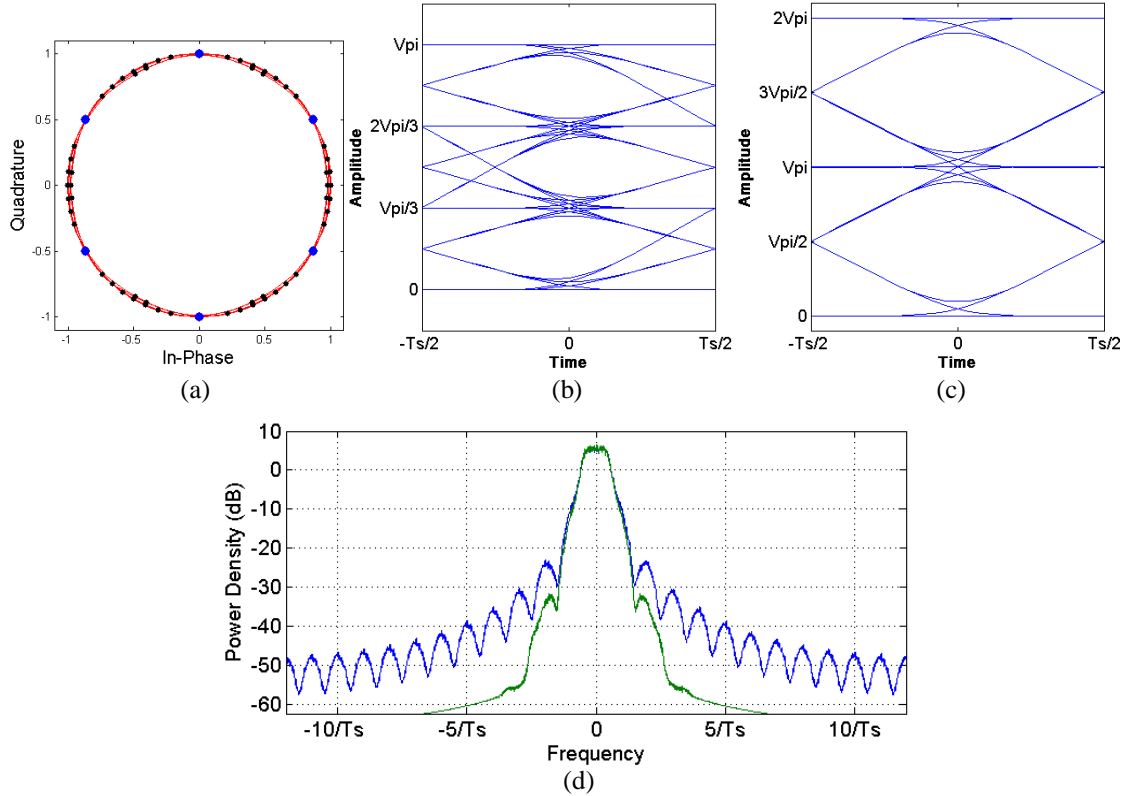 1
0.5
0
-0.5
-1
Quadrature
-1
-0.5
0
0.5
1
In-Phase
(a)
Vpi
2Vpi/3
Vpi/3
0
Amplitude
-Ts/2
0
Ts/2
Time
(b)
2Vpi
3Vpi/2
Vpi
Vpi/2
0
Amplitude
-Ts/2
0
Ts/2
Time
(c)
10
0
-10
-20
-30
-40
-50
-60
Power Density (dB)
-10/Ts
-5/Ts
0
5/Ts
10/Ts
Frequency
(d)